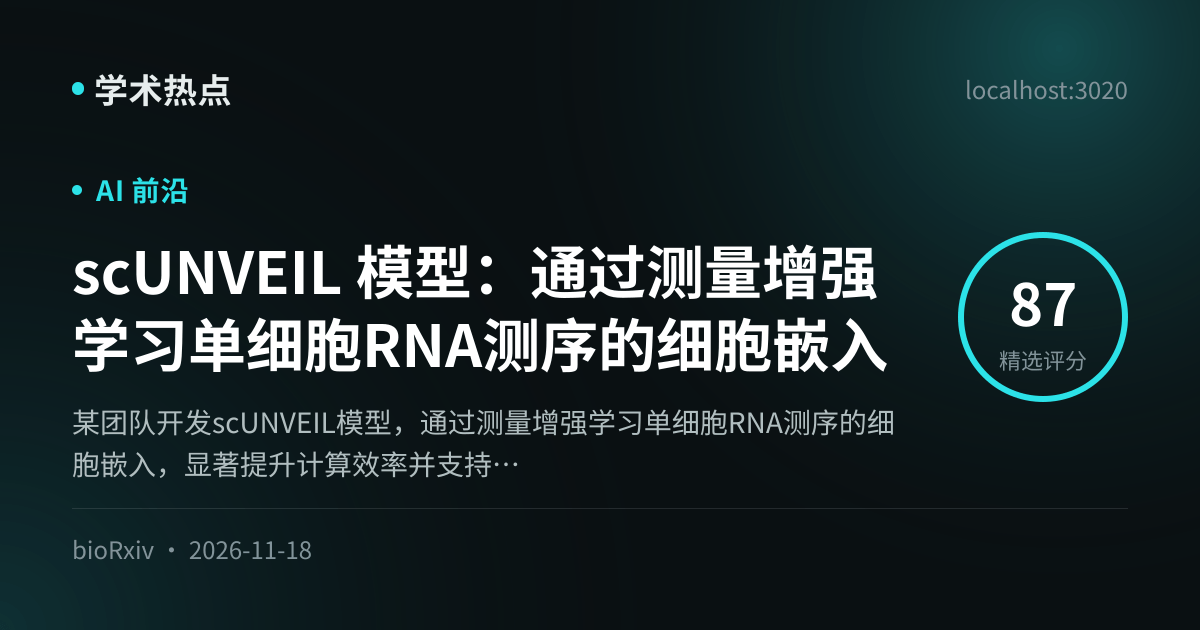 学术热点
localhost:3020
AI 前沿
scUNVEIL 模型：通过测量增强
学习单细胞RNA测序的细胞嵌入
87
精选评分
某团队开发scUNVEIL模型，通过测量增强学习单细胞RNA测序的细
胞嵌入，显著提升计算效率并支持…
bioRxiv · 2026-11-18